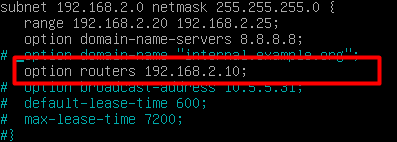 subnet 192.168.2.0 netmask 255.255.255.0 {
range 192.168.2.20 192.168.2.25;
option domain-name-servers 8.8.8.8;
# option domain-name "internal.example.org";
option routers 192.168.2.10;
# option broadcast-address 10.5.5.31;
# default-lease-time 600;
# max-lease-time 7200;
#}